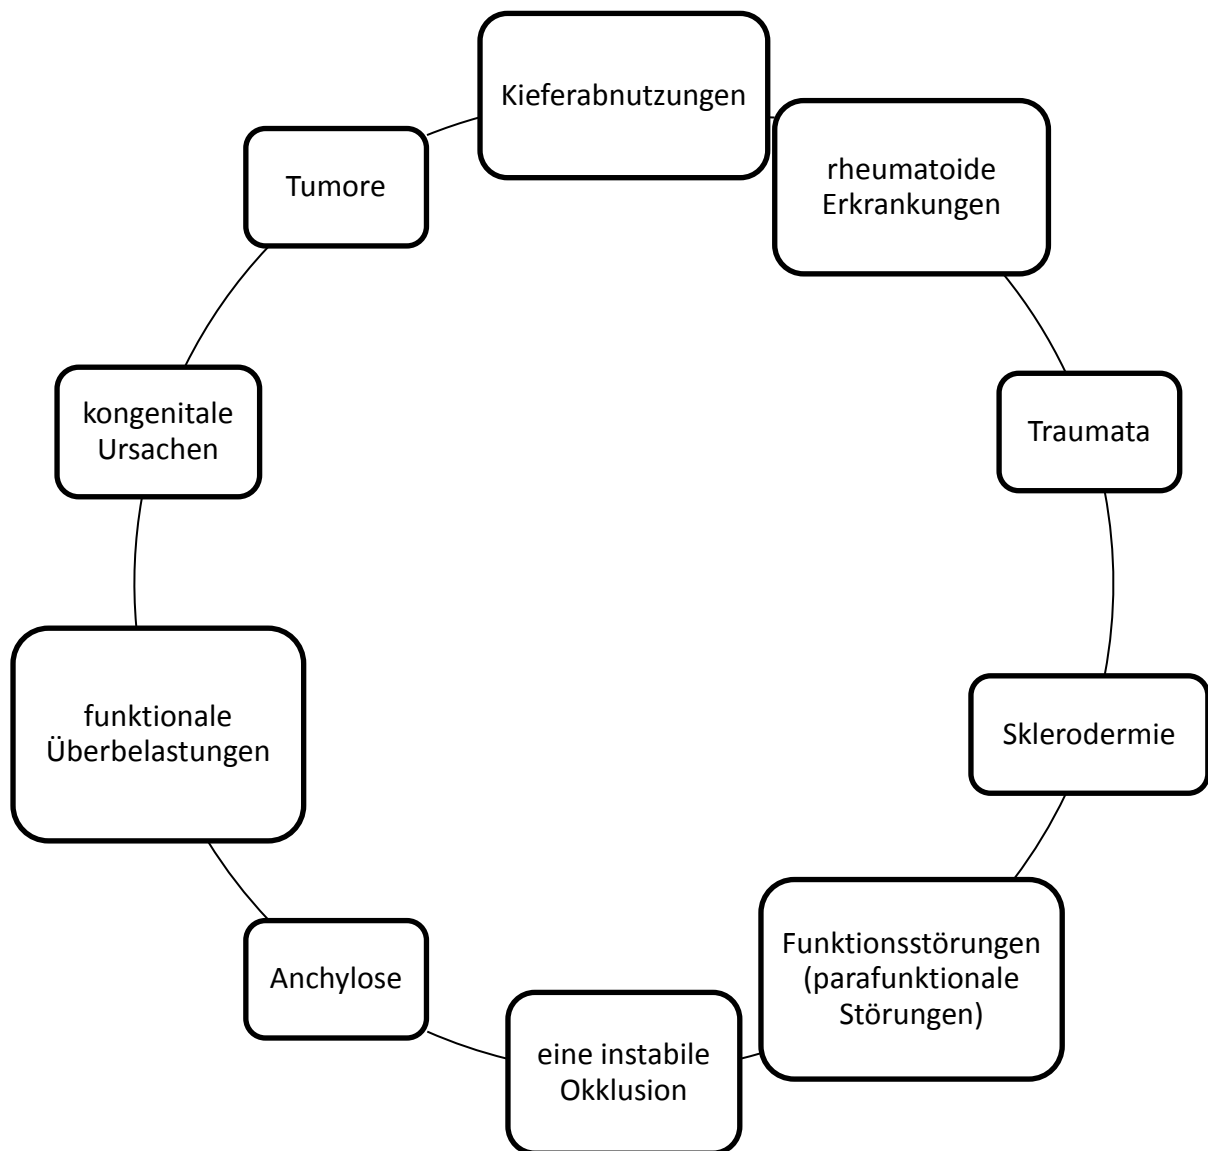 Kieferabnutzungen
rheumatoide
Erkrankungen
Traumata
Sklerodermie
Funktionsstörungen
(parafunktionale
Störungen)
eine instabile
Okklusion
Anchylose
funktionale
Überbelastungen
kongenitale
Ursachen
Tumore